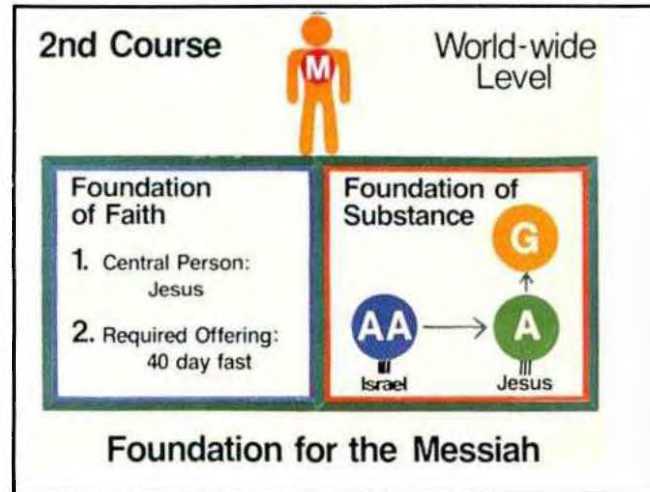 2nd Course
World-wide
Level
M
Foundation
of Faith
1. Central Person:
Jesus
2. Required Offering:
40 day fast
Foundation of
Substance
G
AA
A
Israel
Jesus
Foundation for the Messiah